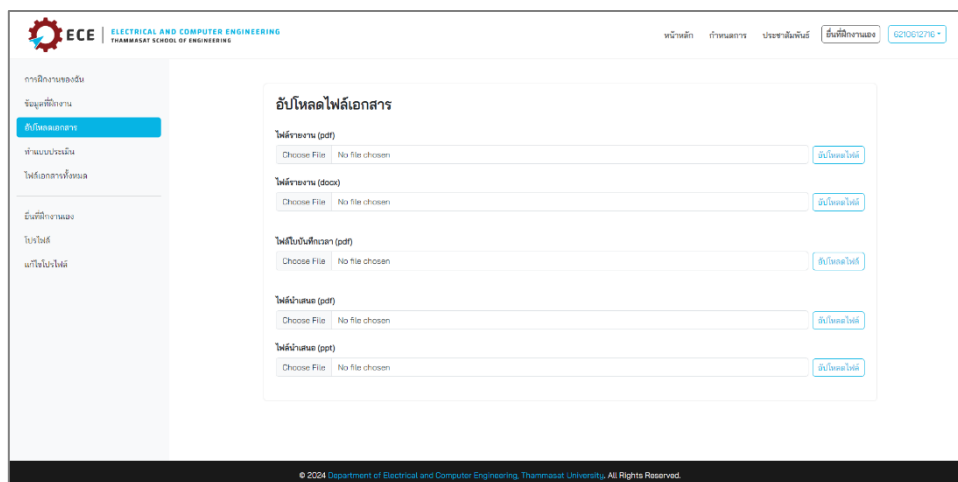 ECE
ELECTRICAL AND COMPUTER ENGINEERING
THAMMASAT SCHOOL OF ENGINEERING
หน้าหลัก กำหนดการ ประชาสัมพันธ์ ยื่นที่ฝึกงานเอง 6210612716
การฝึกงานของฉัน
ข้อมูลที่ฝึกงาน
อัปโหลดเอกสาร
ทำแบบประเมิน
ไฟล์เอกสารทั้งหมด
ยื่นที่ฝึกงานเอง
โปรไฟล์
แก้ไขโปรไฟล์
อัปโหลดไฟล์เอกสาร
ไฟล์รายงาน (pdf)
Choose File No file chosen อัปโหลดไฟล์
ไฟล์รายงาน (docx)
Choose File No file chosen อัปโหลดไฟล์
ไฟล์ใบบันทึกเวลา (pdf)
Choose File No file chosen อัปโหลดไฟล์
ไฟล์นำเสนอ (pdf)
Choose File No file chosen อัปโหลดไฟล์
ไฟล์นำเสนอ (ppt)
Choose File No file chosen อัปโหลดไฟล์
© 2024 Department of Electrical and Computer Engineering, Thammasat University. All Rights Reserved.